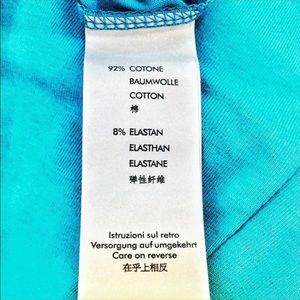 92% COTONE
BAUMWOLLE
COTTON
棉
8% ELASTAN
ELASTHAN
ELASTANE
弹性纤维
Istruzioni sul retro
Versorgung auf umgekehrt
Care on reverse
在乎上相反